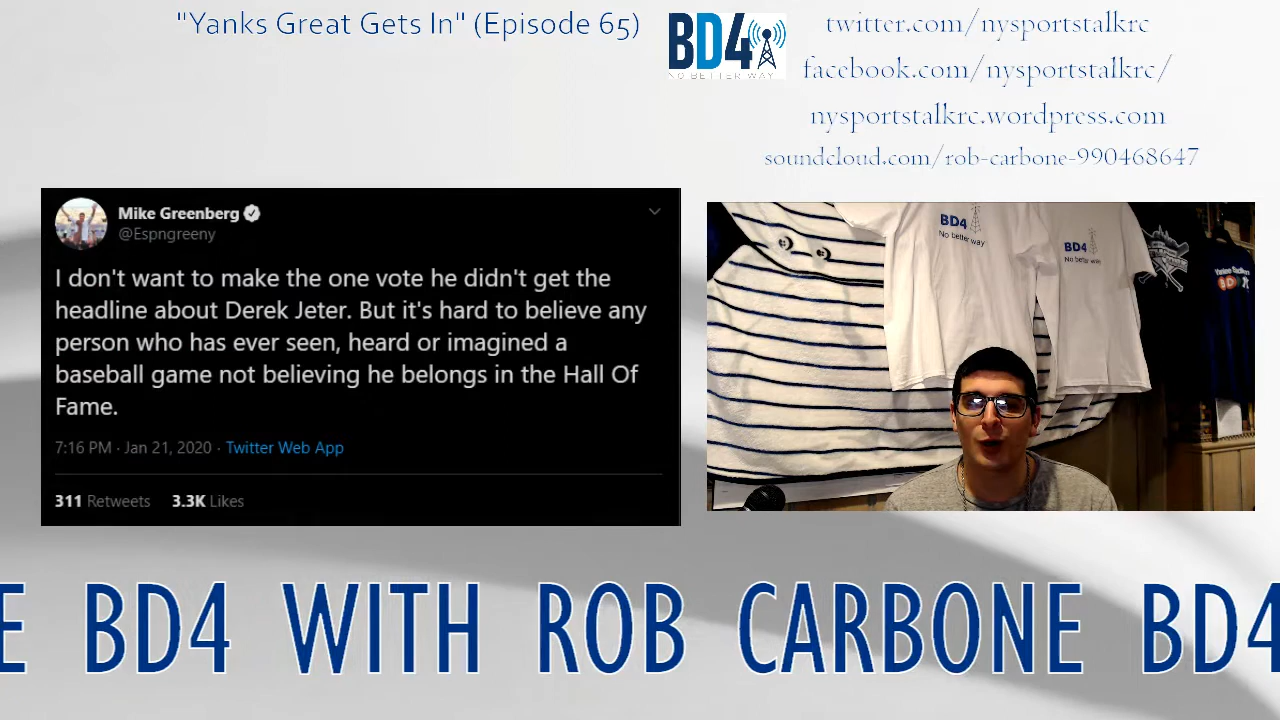 "Yanks Great Gets In" (Episode 65)
BD4
NO BETTER WAY
twitter.com/nysportstalkrc
facebook.com/nysportstalkrc/
nysportstalkrc.wordpress.com
soundcloud.com/rob-carbone-990468647
Mike Greenberg
@Espngreeny
I don't want to make the one vote he didn't get the
headline about Derek Jeter. But it's hard to believe any
person who has ever seen, heard or imagined a
baseball game not believing he belongs in the Hall Of
Fame.
7:16 PM · Jan 21, 2020 · Twitter Web App
311 Retweets 3.3K Likes
BD4
No better way
BD4
No better way
Yankee Stadium
E BD4 WITH ROB CARBONE BD4